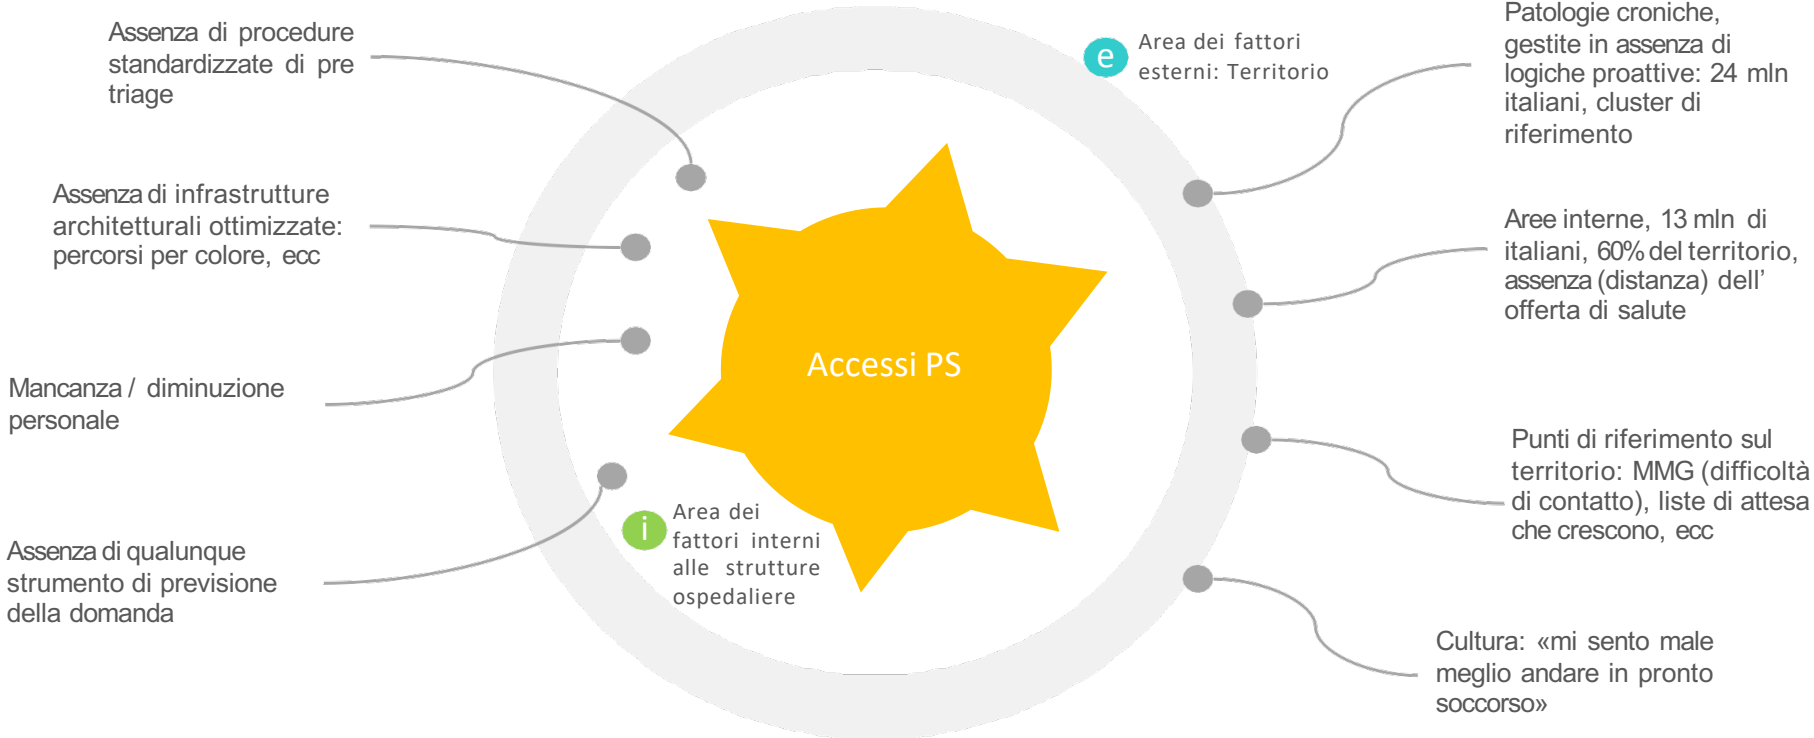 Assenza di procedure
standardizzate di pre
triage
Assenza di infrastrutture
architetturali ottimizzate:
percorsi per colore, ecc
Mancanza / diminuzione
personale
Assenza di qualunque
strumento di previsione
della domanda
Accessi PS
i
Area dei
fattori interni
alle strutture
ospedaliere
e
Area dei fattori
esterni: Territorio
Patologie croniche,
gestite in assenza di
logiche proattive: 24 mln
italiani, cluster di
riferimento
Aree interne, 13 mln di
italiani, 60% del territorio,
assenza (distanza) dell'
offerta di salute
Punti di riferimento sul
territorio: MMG (difficoltà
di contatto), liste di attesa
che crescono, ecc
Cultura: «mi sento male
meglio andare in pronto
soccorso»